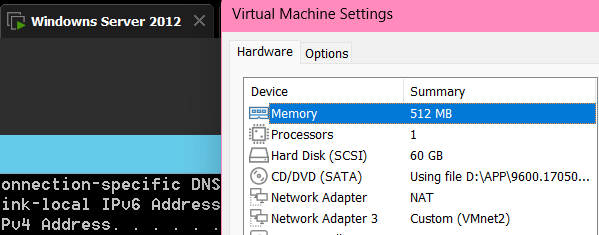 Windowns Server 2012
Virtual Machine Settings
Hardware Options
Device Summary
Memory 512 MB
Processors 1
Hard Disk (SCSI) 60 GB
CD/DVD (SATA) Using file D:\APP\9600.17050...
Network Adapter NAT
Network Adapter 3 Custom (VMnet2)
onnection-specific DNS
ink-local IPv6 Address
Pv4 Address. . . . . .